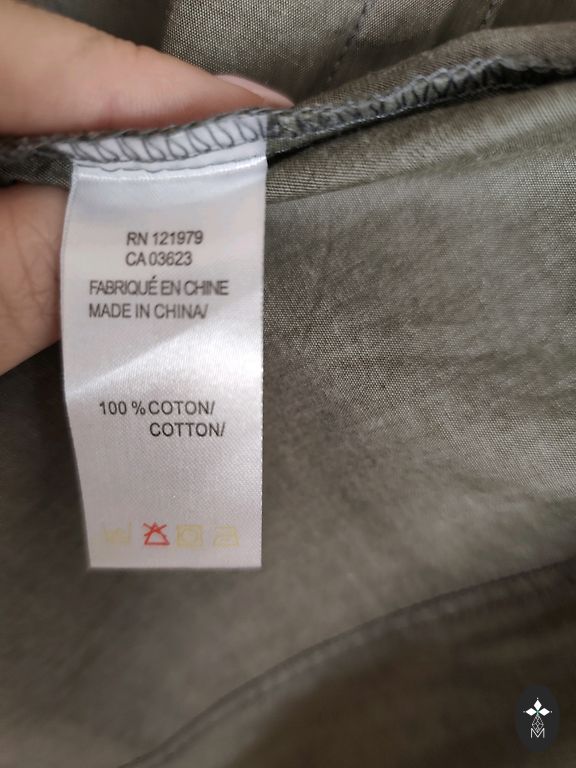 RN 121979
CA 03623
FABRIQUÉ EN CHINE
MADE IN CHINA/
100 % COTON/
COTTON/